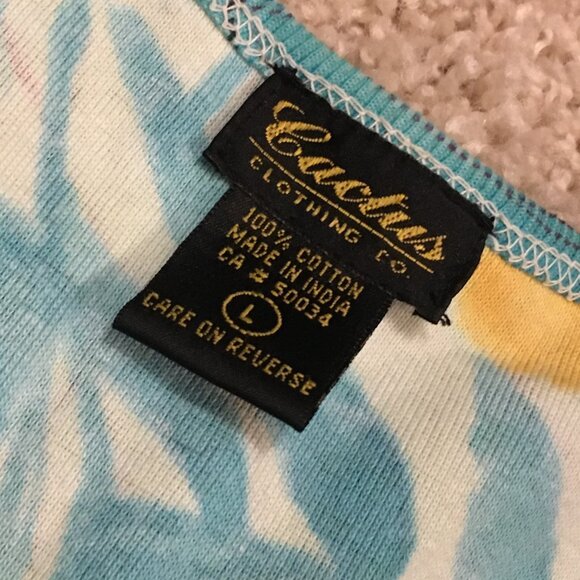 Cactus
CLOTHING CO
100% COTTON
MADE IN INDIA
CA # 50034
L
CARE ON REVERSE